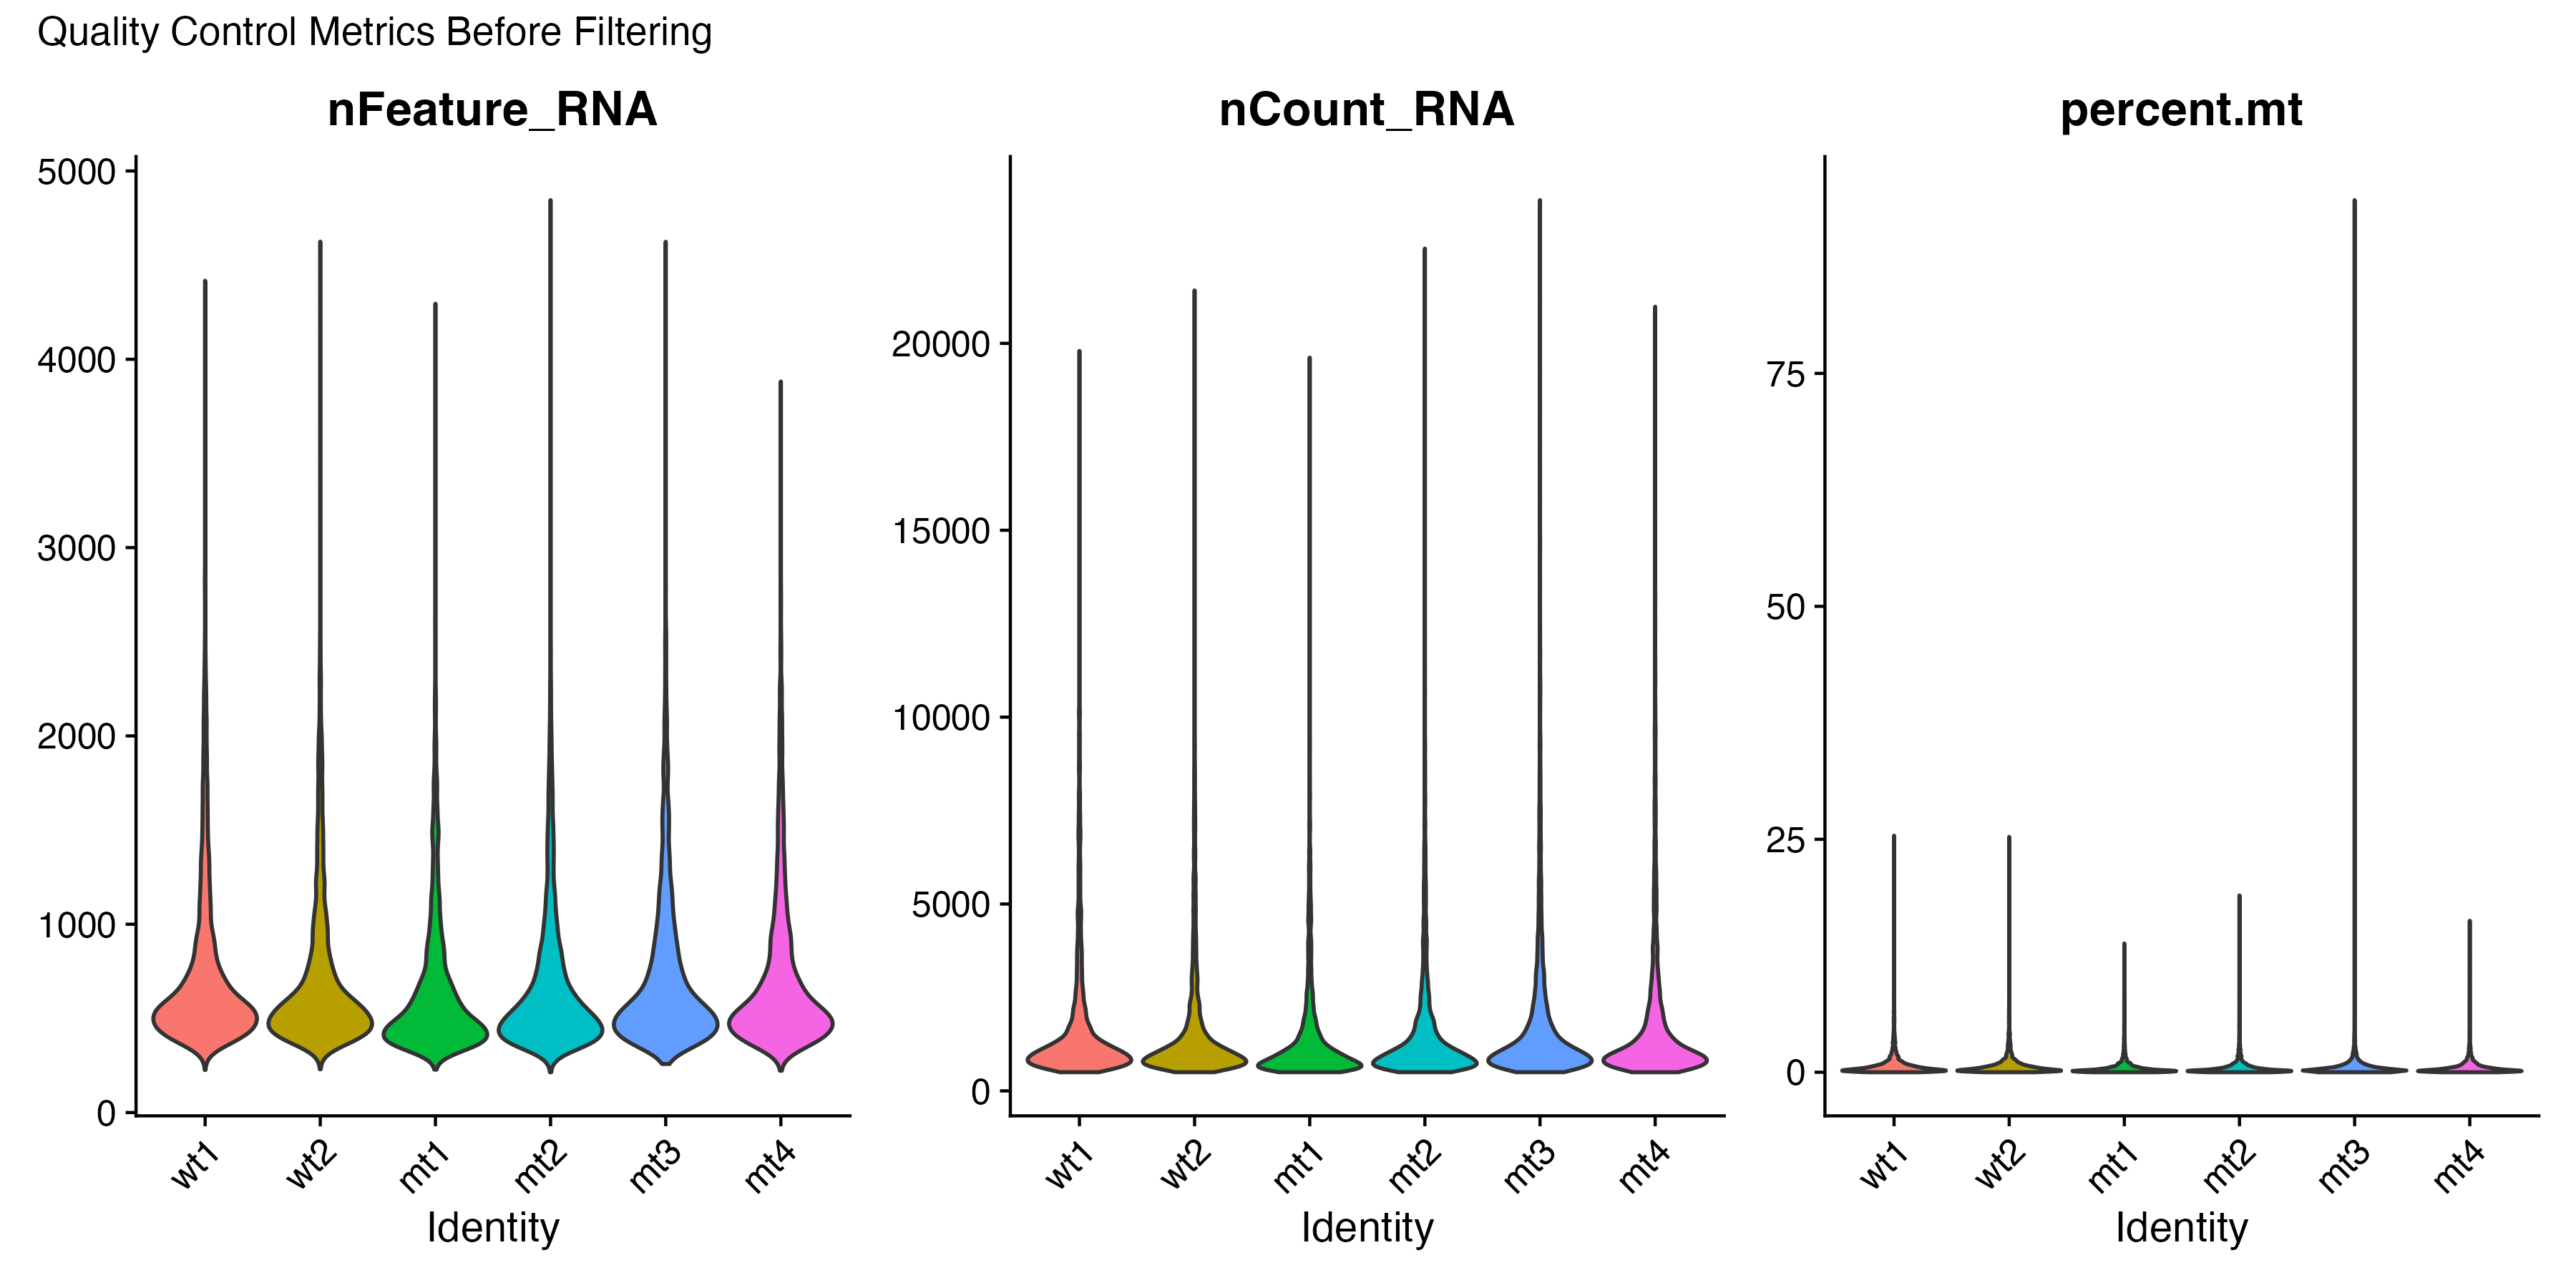 Quality Control Metrics Before Filtering
nFeature_RNA
5000
4000
3000
2000
1000
0
wt1 wt2 mt1 mt2 mt3 mt4
Identity
nCount_RNA
20000
15000
10000
5000
0
wt1 wt2 mt1 mt2 mt3 mt4
Identity
percent.mt
75
50
25
0
wt1 wt2 mt1 mt2 mt3 mt4
Identity